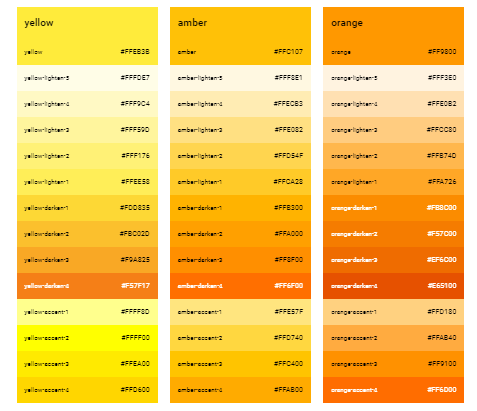 yellow
yellow #FFEB3B
yellow-lighten-5 #FFFDE7
yellow-lighten-4 #FFF9C4
yellow-lighten-3 #FFF59D
yellow-lighten-2 #FFF176
yellow-lighten-1 #FFEE58
yellow-darken-1 #FDD835
yellow-darken-2 #FBC02D
yellow-darken-3 #F9A825
yellow-darken-4 #F57F17
yellow-accent-1 #FFFF8D
yellow-accent-2 #FFFF00
yellow-accent-3 #FFEA00
yellow-accent-4 #FFD600
amber
amber #FFC107
amber-lighten-5 #FFF8E1
amber-lighten-4 #FFECB3
amber-lighten-3 #FFE082
amber-lighten-2 #FFD54F
amber-lighten-1 #FFCA28
amber-darken-1 #FFB300
amber-darken-2 #FFA000
amber-darken-3 #FF8F00
amber-darken-4 #FF6F00
amber-accent-1 #FFE57F
amber-accent-2 #FFD740
amber-accent-3 #FFC400
amber-accent-4 #FFAB00
orange
orange #FF9800
orange-lighten-5 #FFF3E0
orange-lighten-4 #FFE0B2
orange-lighten-3 #FFCC80
orange-lighten-2 #FFB74D
orange-lighten-1 #FFA726
orange-darken-1 #FB8C00
orange-darken-2 #F57C00
orange-darken-3 #EF6C00
orange-darken-4 #E65100
orange-accent-1 #FFD180
orange-accent-2 #FFAB40
orange-accent-3 #FF9100
orange-accent-4 #FF6D00